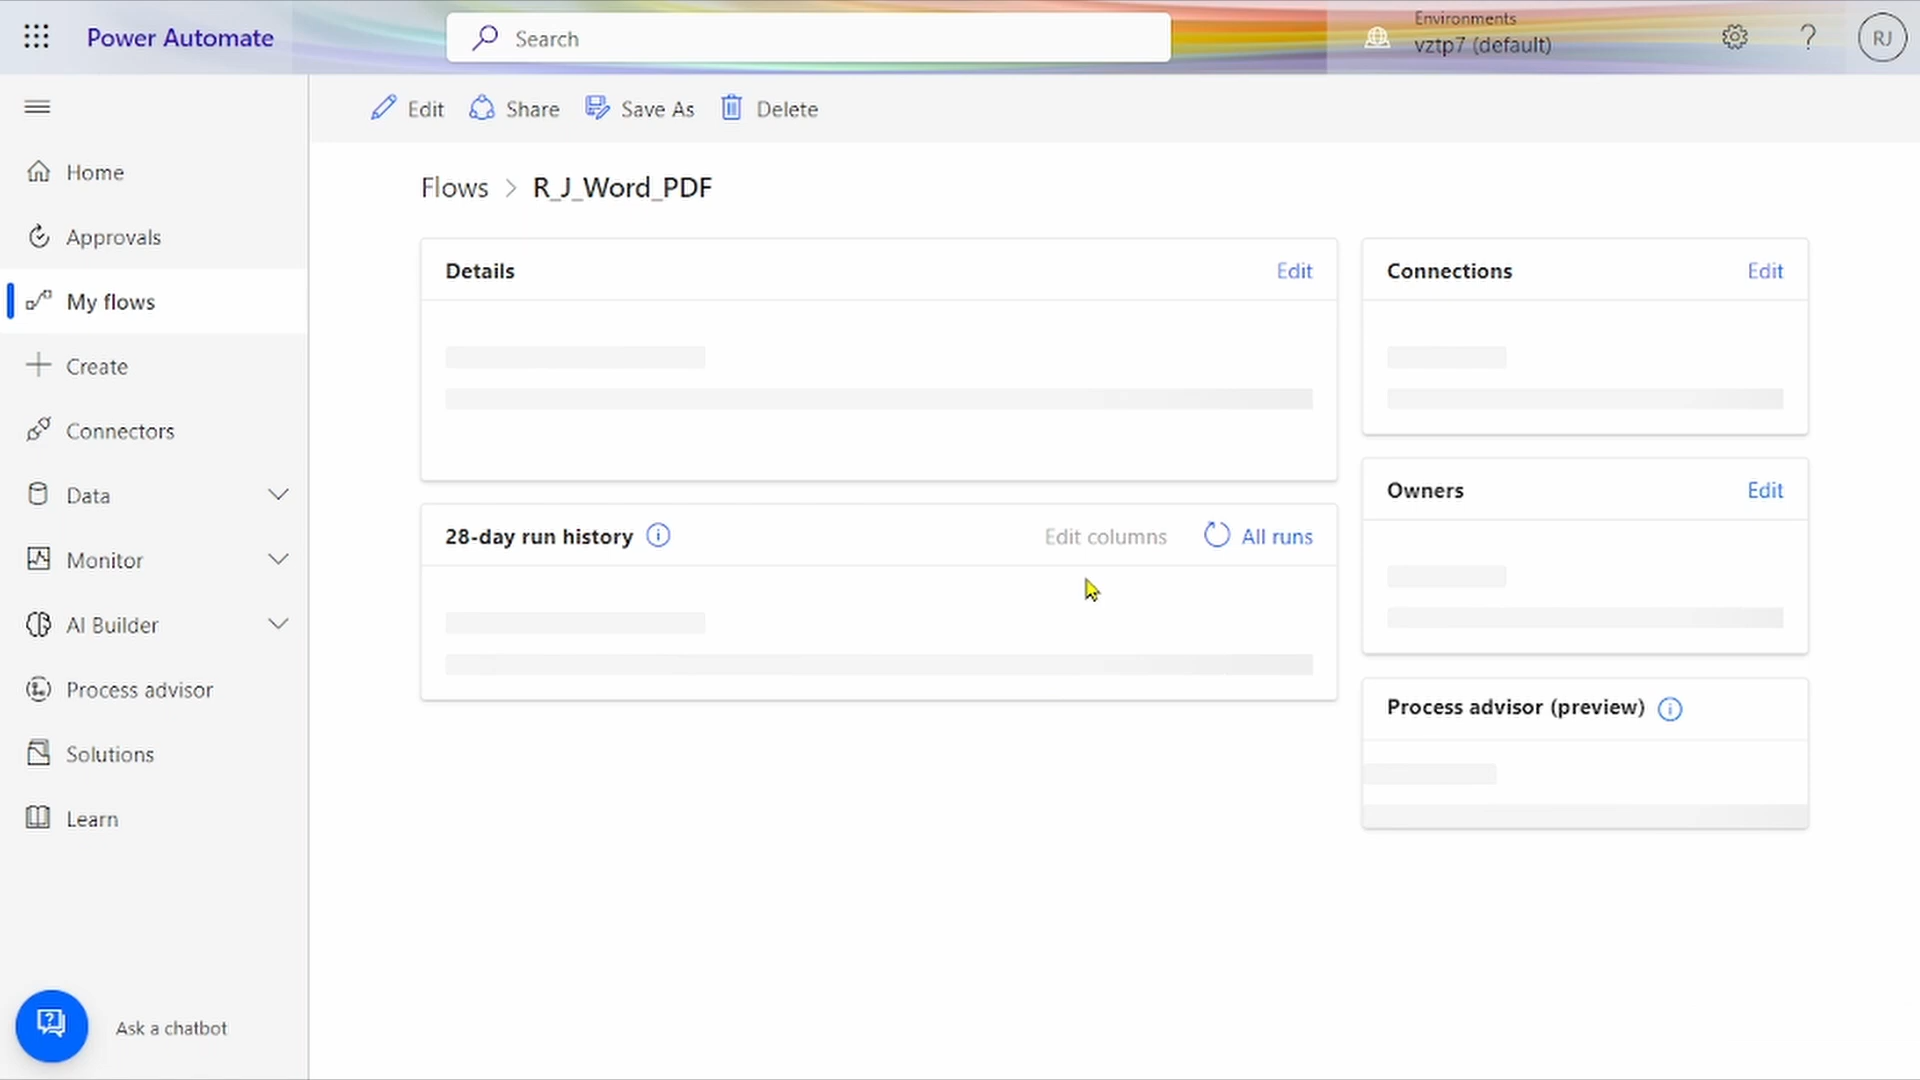 Power Automate
Search
Environments
vztp7 (default)
RJ
Edit
Share
Save As
Delete
Home
Approvals
My flows
Create
Connectors
Data
Monitor
AI Builder
Process advisor
Solutions
Learn
Ask a chatbot
Flows > R_J_Word_PDF
Details
Edit
Connections
Edit
28-day run history
Edit columns
All runs
Owners
Edit
Process advisor (preview)